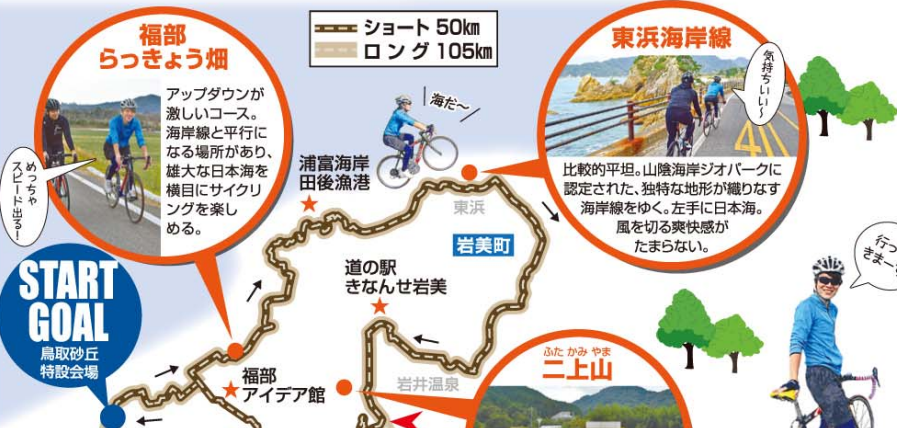 ショート 50km
ロング 105km
福部
らっきょう畑
アップダウンが
激しいコース。
海岸線と平行に
なる場所があり、
雄大な日本海を
横目にサイクリ
ングを楽し
める。
めっちゃ
スピード出る!
START
GOAL
鳥取砂丘
特設会場
海だ〜
浦富海岸
田後漁港
東浜
岩美町
道の駅
きなんせ岩美
福部
アイデア館
岩井温泉
東浜海岸線
気持ちいい〜
比較的平坦。山陰海岸ジオパークに
認定された、独特な地形が織りなす
海岸線をゆく。左手に日本海。
風を切る爽快感が
たまらない。
ふた かみ やま
二上山
行っ
きまー